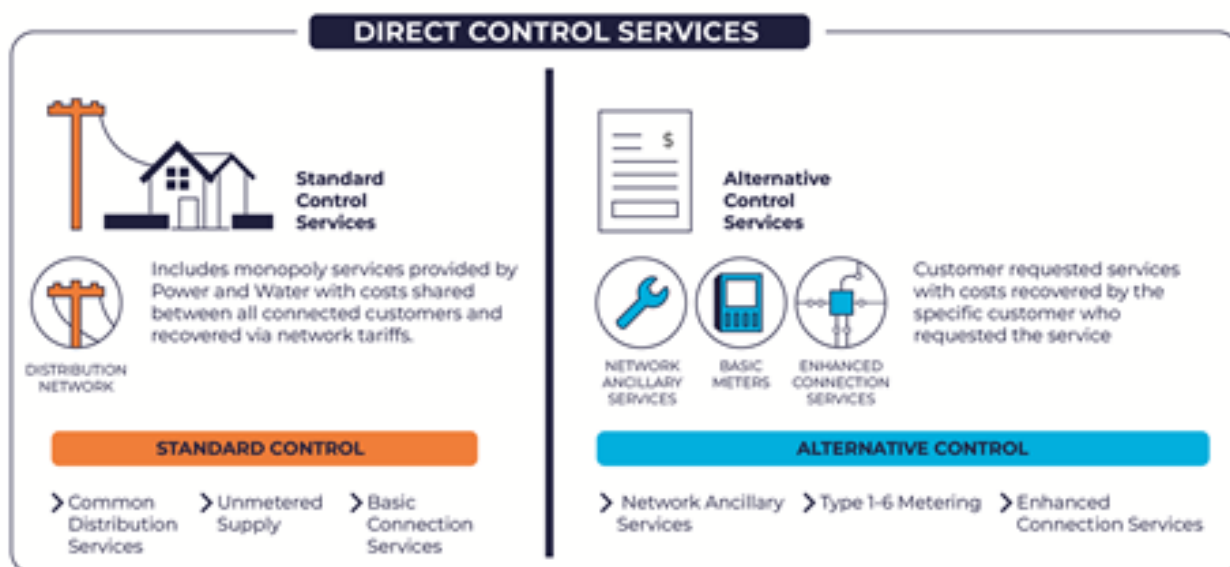 DIRECT CONTROL SERVICES
Standard
Control
Services
Includes monopoly services provided by
Power and Water with costs shared
between all connected customers and
recovered via network tariffs.
DISTRIBUTION
NETWORK
STANDARD CONTROL
Common
Distribution
Services
Unmetered
Supply
Basic
Connection
Services
$
Alternative
Control
Services
NETWORK
ANCILLARY
SERVICES
BASIC
METERS
ENHANCED
CONNECTION
SERVICES
Customer requested services
with costs recovered by the
specific customer who
requested the service
ALTERNATIVE CONTROL
Network Ancillary
Services
Type 1-6 Metering
Enhanced
Connection Services